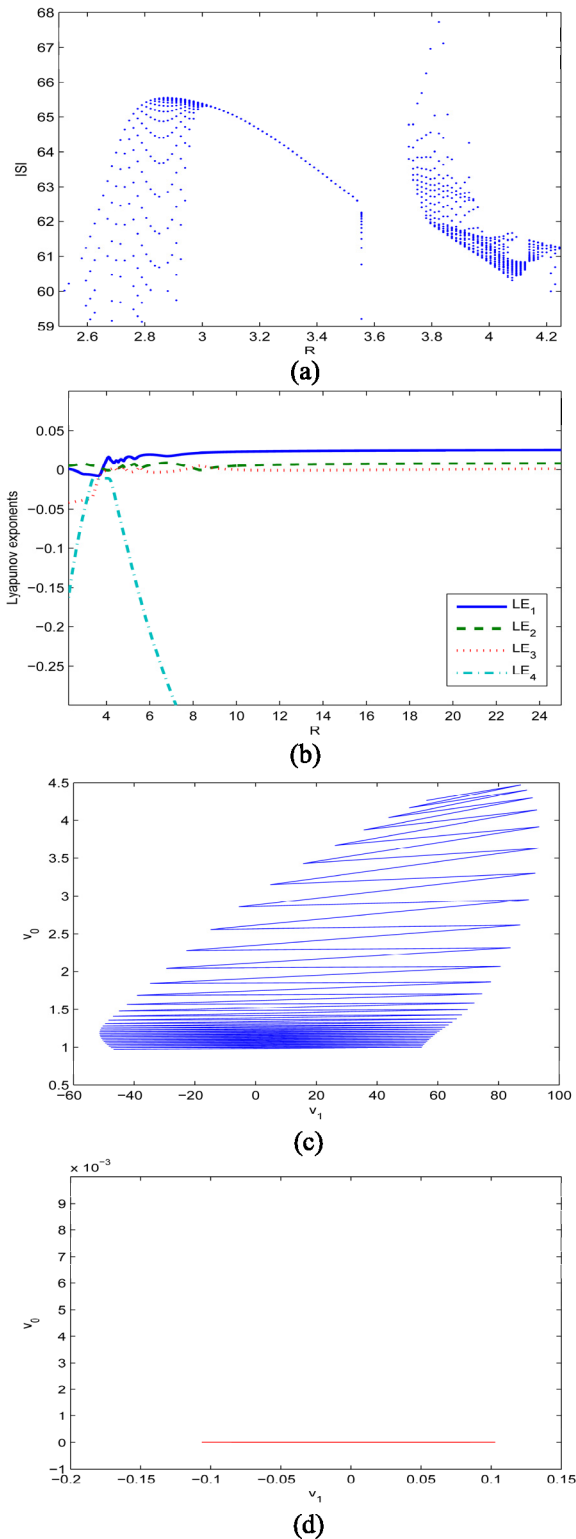 68
67
66
65
64
63
62
61
60
59
ISI
2.6 2.8 3 3.2 3.4 3.6 3.8 4 4.2
R
(a)
0.05
0
−0.05
−0.1
−0.15
−0.2
−0.25
Lyapunov exponents
LE1
LE2
LE3
LE4
4 6 8 10 12 14 16 18 20 22 24
R
(b)
4.5
4
3.5
3
2.5
2
1.5
1
0.5
v0
−60 −40 −20 0 20 40 60 80 100
v1
(c)
× 10−3
9
8
7
6
5
4
3
2
1
0
−1
v0
−0.2 −0.15 −0.1 −0.05 0 0.05 0.1 0.15
v1
(d)